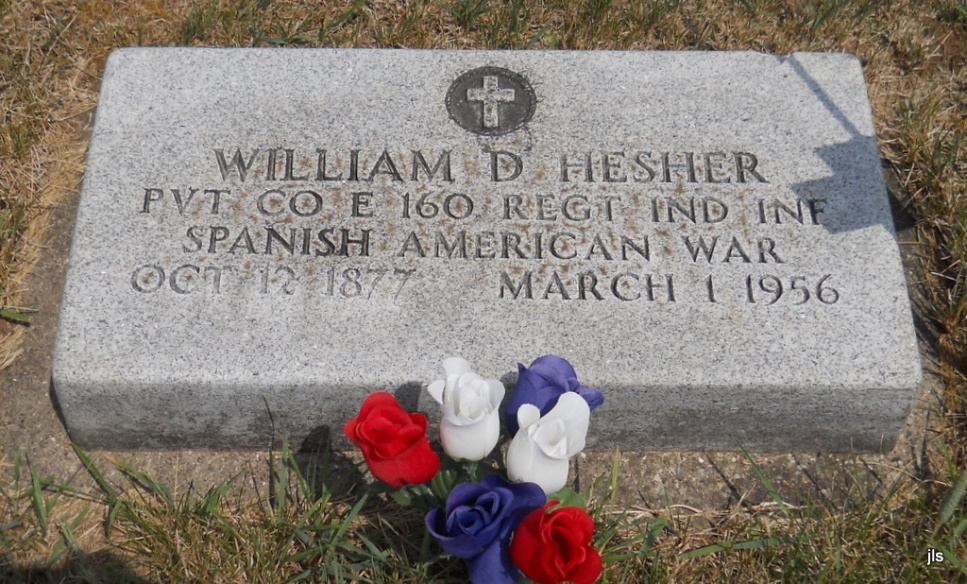 WILLIAM D HESHER
PVT CO E 160 REGT IND INF
SPANISH AMERICAN WAR
OCT 12 1877 MARCH 1 1956
jls